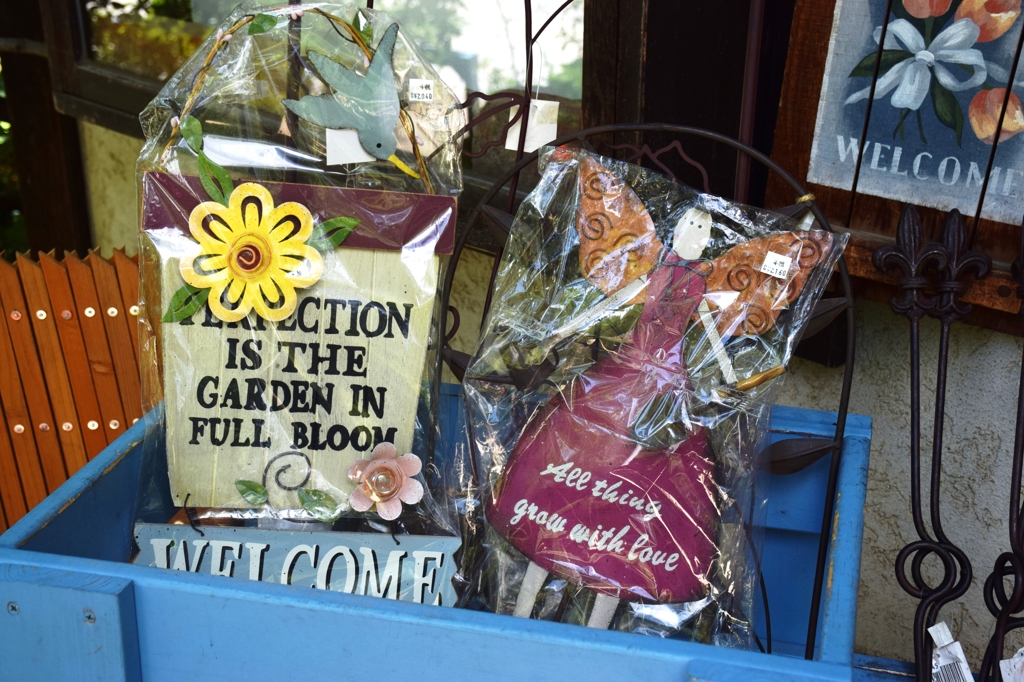 PERFECTION
IS THE
GARDEN IN
FULL BLOOM
WELCOME
All thing
grow with love
WELCOME